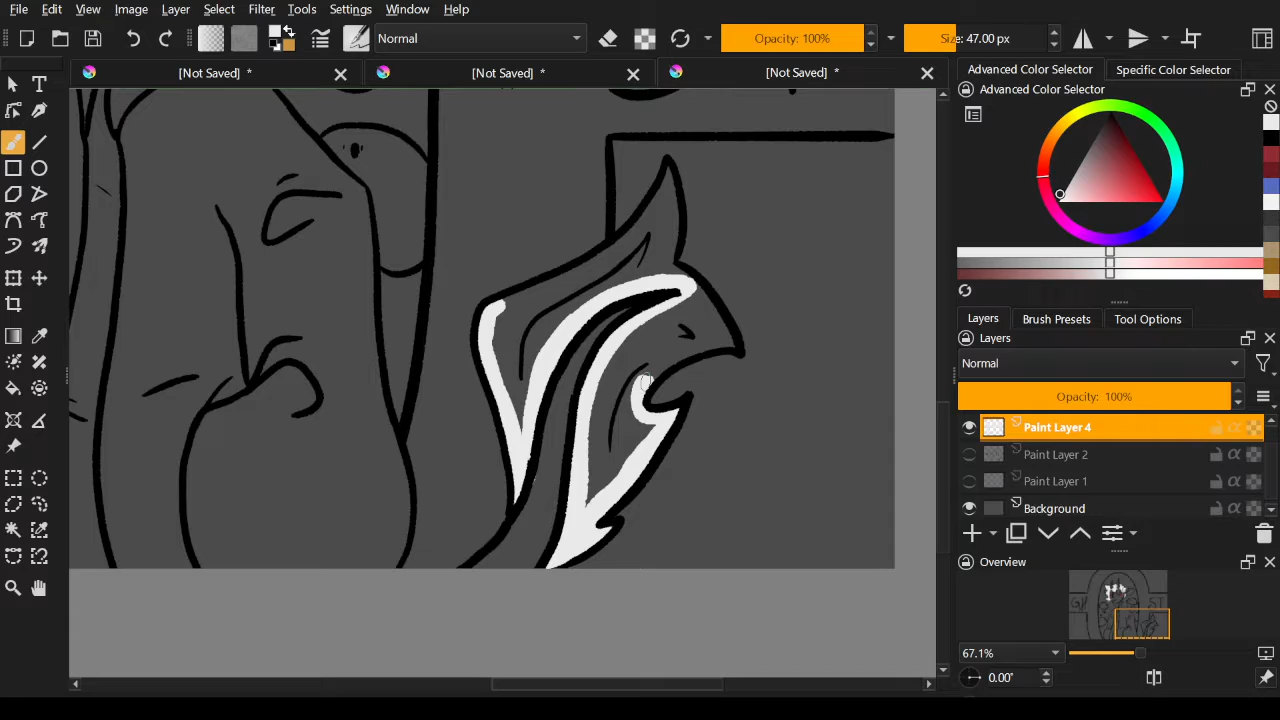 File Edit View Image Layer Select Filter Tools Settings Window Help
Normal Opacity: 100% Size: 47.00 px
[Not Saved] * [Not Saved] * [Not Saved] *
Advanced Color Selector Specific Color Selector
Advanced Color Selector
Layers Brush Presets Tool Options
Layers
Normal
Opacity: 100%
Paint Layer 4
Paint Layer 2
Paint Layer 1
Background
Overview
67.1%
0.00°